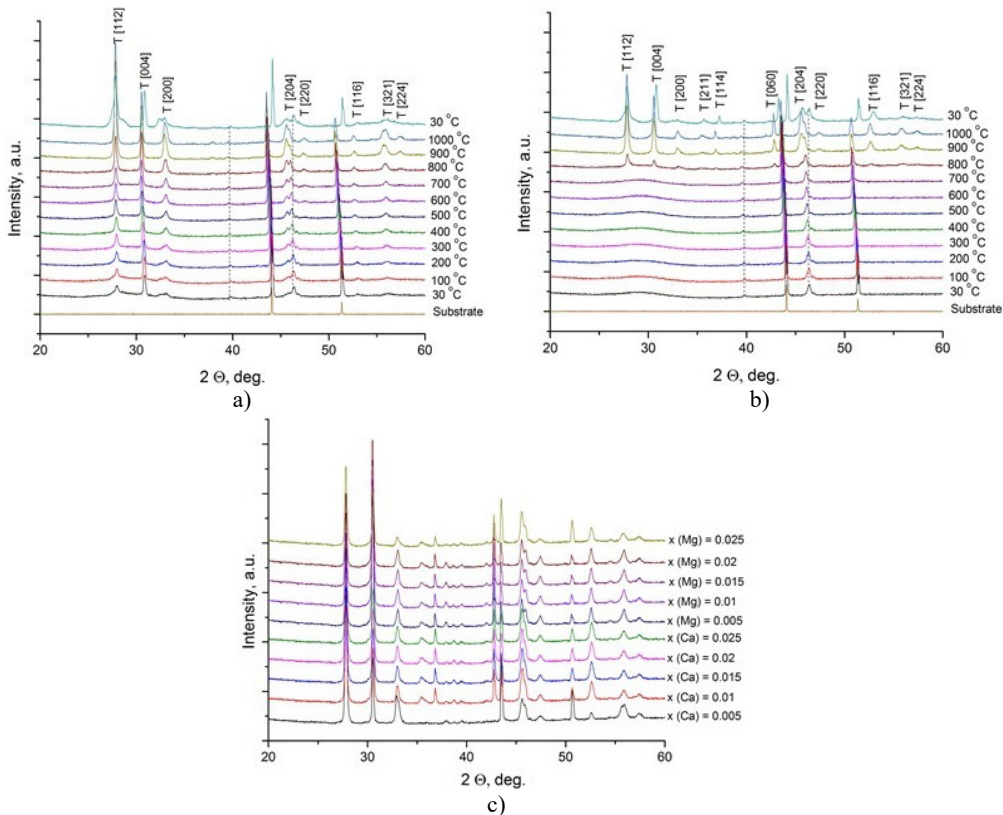 T [112]
T [004]
T [200]
T [204]
T [220]
T [116]
T [321]
T [224]
30 °C
1000 °C
900 °C
800 °C
700 °C
600 °C
500 °C
400 °C
300 °C
200 °C
100 °C
30 °C
Substrate
Intensity, a.u.
20 30 40 50 60
2 Θ, deg.
a)
T [112]
T [004]
T [200]
T [211]
T [114]
T [060]
T [204]
T [220]
T [116]
T [321]
T [224]
30 °C
1000 °C
900 °C
800 °C
700 °C
600 °C
500 °C
400 °C
300 °C
200 °C
100 °C
30 °C
Substrate
Intensity, a.u.
20 30 40 50 60
2 Θ, deg.
b)
x (Mg) = 0.025
x (Mg) = 0.02
x (Mg) = 0.015
x (Mg) = 0.01
x (Mg) = 0.005
x (Ca) = 0.025
x (Ca) = 0.02
x (Ca) = 0.015
x (Ca) = 0.01
x (Ca) = 0.005
Intensity, a.u.
20 30 40 50 60
2 Θ, deg.
c)